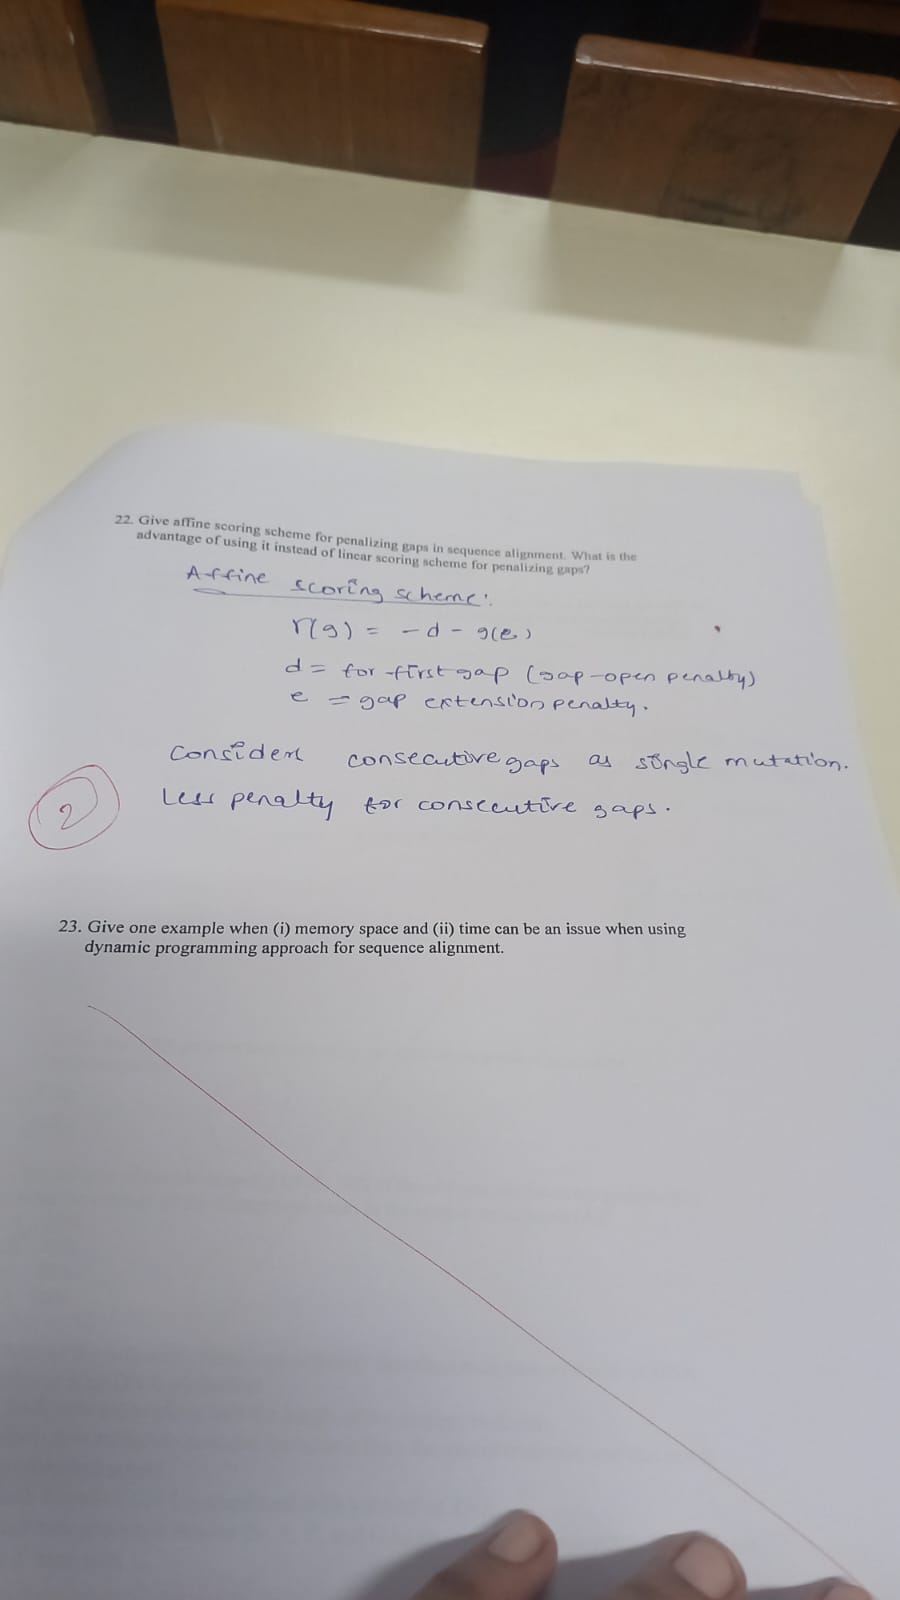 22. Give affine scoring scheme for penalizing gaps in sequence alignment. What is the
advantage of using it instead of linear scoring scheme for penalizing gaps?
Affine scoring scheme:
r(g) = -d - g(e)
d = for first gap (gap-open penalty)
e = gap extension penalty.
Consider consecutive gaps as single mutation.
Less penalty for consecutive gaps.
2
23. Give one example when (i) memory space and (ii) time can be an issue when using
dynamic programming approach for sequence alignment.